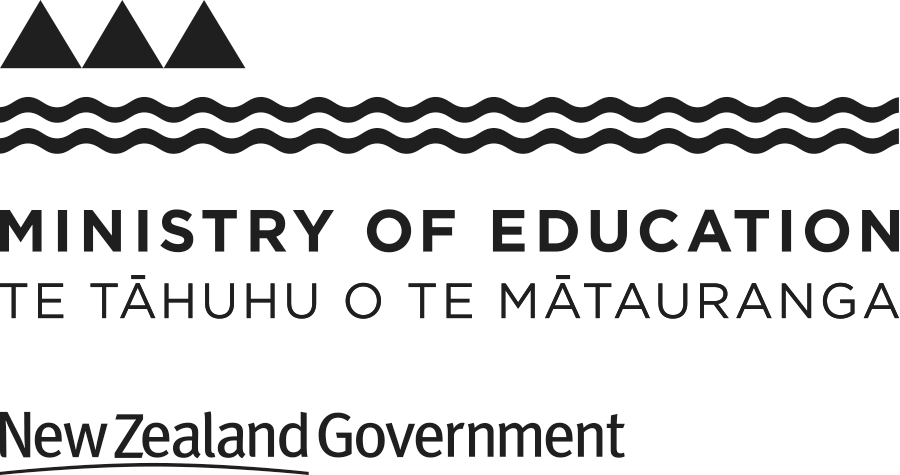 MINISTRY OF EDUCATION
TE TĀHUHU O TE MĀTAURANGA
New Zealand Government